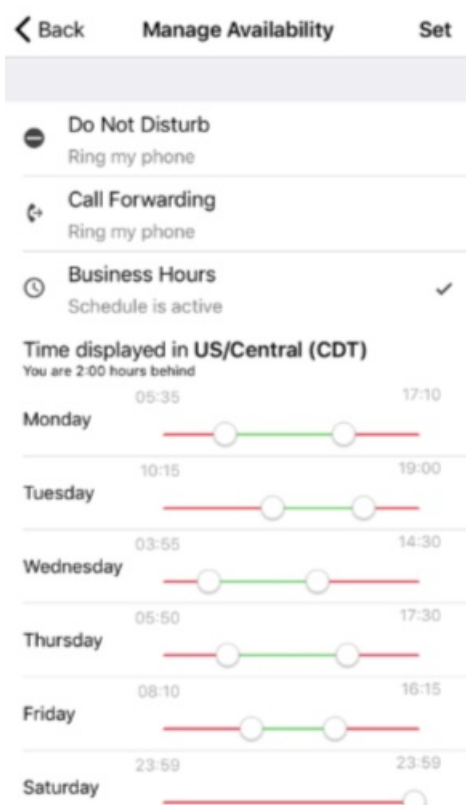 Back Manage Availability Set
Do Not Disturb
Ring my phone
Call Forwarding
Ring my phone
Business Hours
Schedule is active
Time displayed in US/Central (CDT)
You are 2:00 hours behind
05:35 17:10
Monday
10:15 19:00
Tuesday
03:55 14:30
Wednesday
05:50 17:30
Thursday
08:10 16:15
Friday
23:59 23:59
Saturday